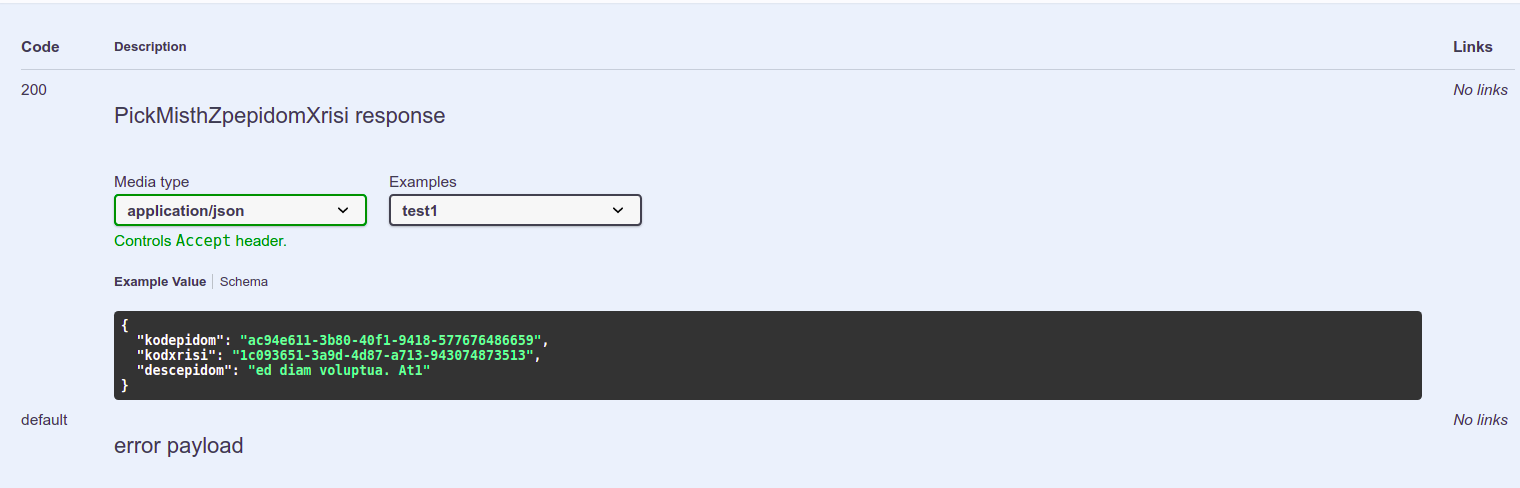 Code Description Links
200 No links
PickMisthZpepidomXrisi response
Media type Examples
application/json test1
Controls Accept header.
Example Value Schema
{
"kodepidom": "ac94e611-3b80-40f1-9418-577676486659",
"kodxrisi": "1c093651-3a9d-4d87-a713-943074873513",
"descepidom": "ed diam voluptua. At1"
}
default No links
error payload